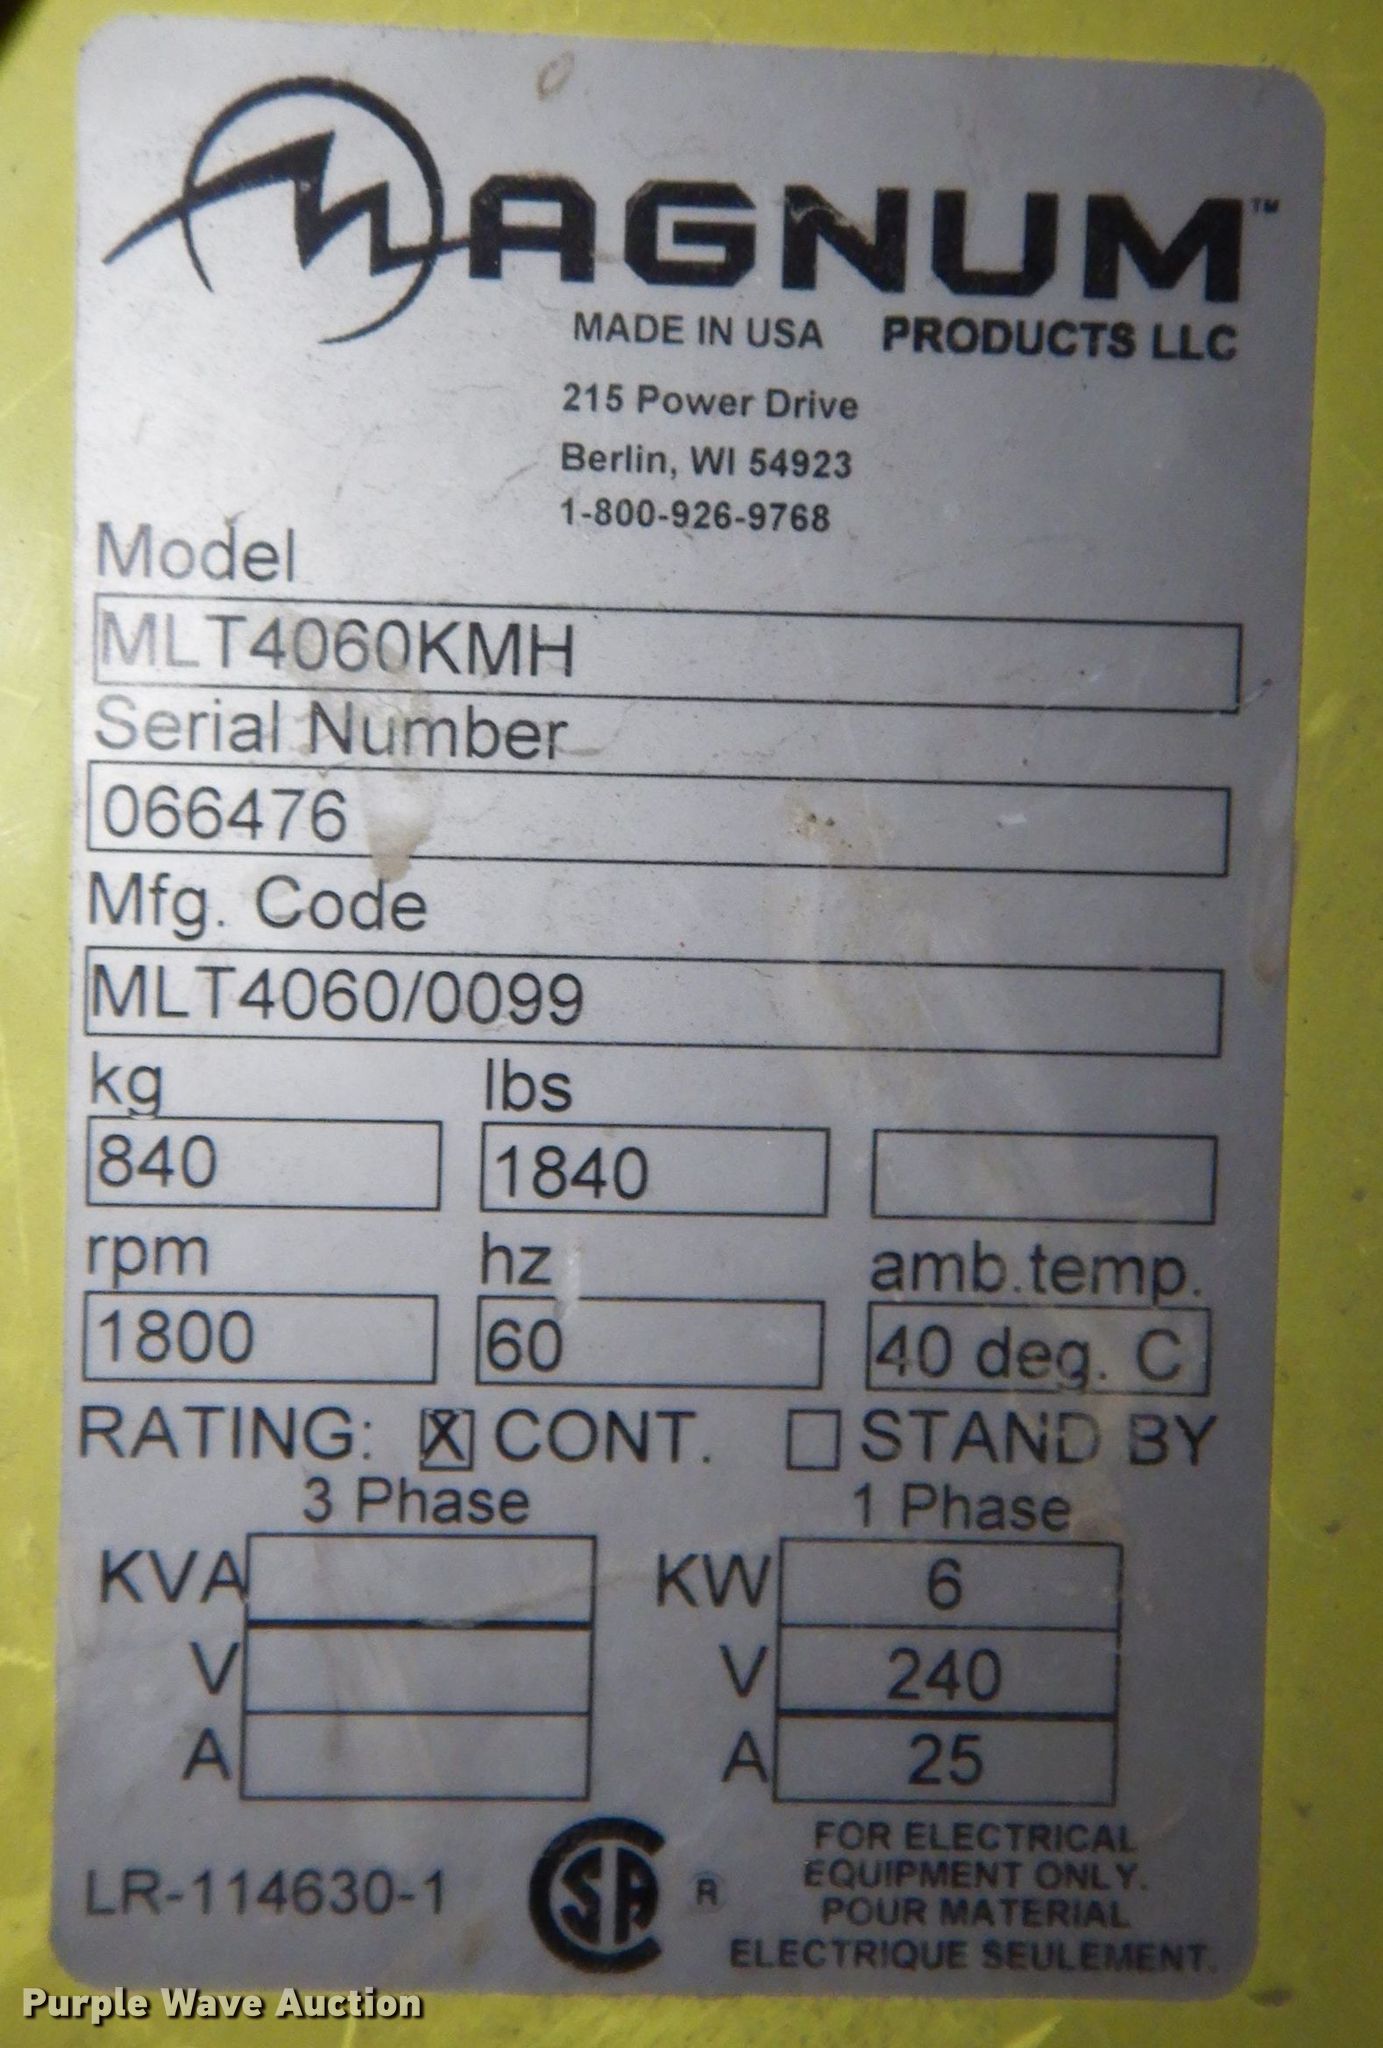 MAGNUM™
MADE IN USA PRODUCTS LLC
215 Power Drive
Berlin, WI 54923
1-800-926-9768
Model
MLT4060KMH
Serial Number
066476
Mfg. Code
MLT4060/0099
kg lbs
840 1840
rpm hz amb.temp.
1800 60 40 deg. C
RATING: X CONT. STAND BY
3 Phase 1 Phase
KVA KW 6
V V 240
A A 25
LR-114630-1
SA ®
FOR ELECTRICAL
EQUIPMENT ONLY.
POUR MATERIAL
ELECTRIQUE SEULEMENT.
Purple Wave Auction